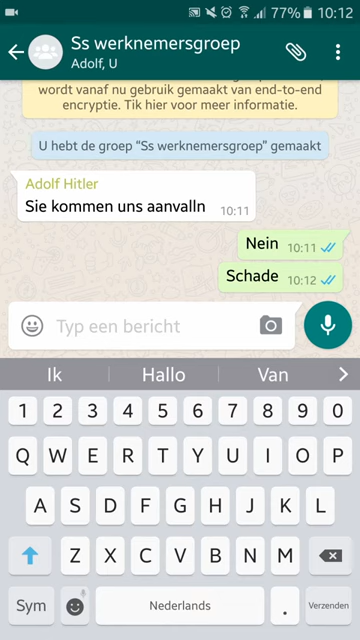 77% 10:12
Ss werknemersgroep
Adolf, U
wordt vanaf nu gebruik gemaakt van end-to-end
encryptie. Tik hier voor meer informatie.
U hebt de groep “Ss werknemersgroep” gemaakt
Adolf Hitler
Sie kommen uns aanvalln 10:11
Nein 10:11
Schade 10:12
Typ een bericht
Ik Hallo Van
1 2 3 4 5 6 7 8 9 0
Q W E R T Y U I O P
A S D F G H J K L
Z X C V B N M
Sym Nederlands . Verzenden